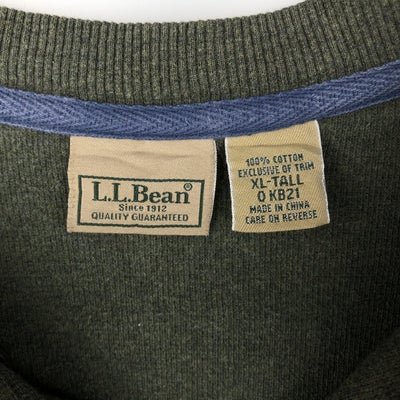 L.L.Bean®
Since 1912
QUALITY GUARANTEED
100% COTTON
EXCLUSIVE OF TRIM
XL-TALL
0 KB21
MADE IN CHINA
CARE ON REVERSE